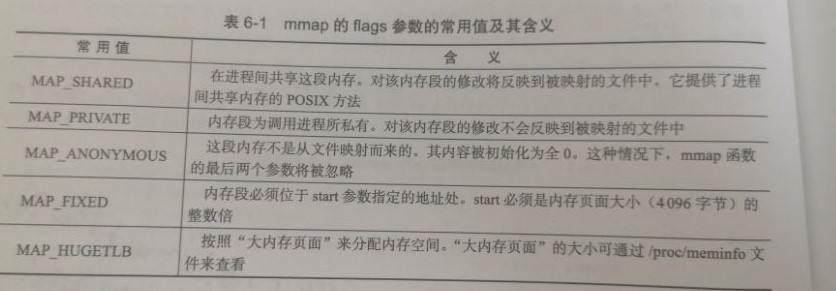 表 6-1 mmap 的 flags 参数的常用值及其含义
常用值 含义
MAP_SHARED 在进程间共享这段内存。对该内存段的修改将反映到被映射的文件中。它提供了进程
间共享内存的 POSIX 方法
MAP_PRIVATE 内存段为调用进程所私有。对该内存段的修改不会反映到被映射的文件中
MAP_ANONYMOUS 这段内存不是从文件映射而来的。其内容被初始化为全 0。这种情况下，mmap 函数
的最后两个参数将被忽略
MAP_FIXED 内存段必须位于 start 参数指定的地址处。start 必须是内存页面大小（4096 字节）的
整数倍
MAP_HUGETLB 按照“大内存页面”来分配内存空间。“大内存页面”的大小可通过 /proc/meminfo 文
件来查看